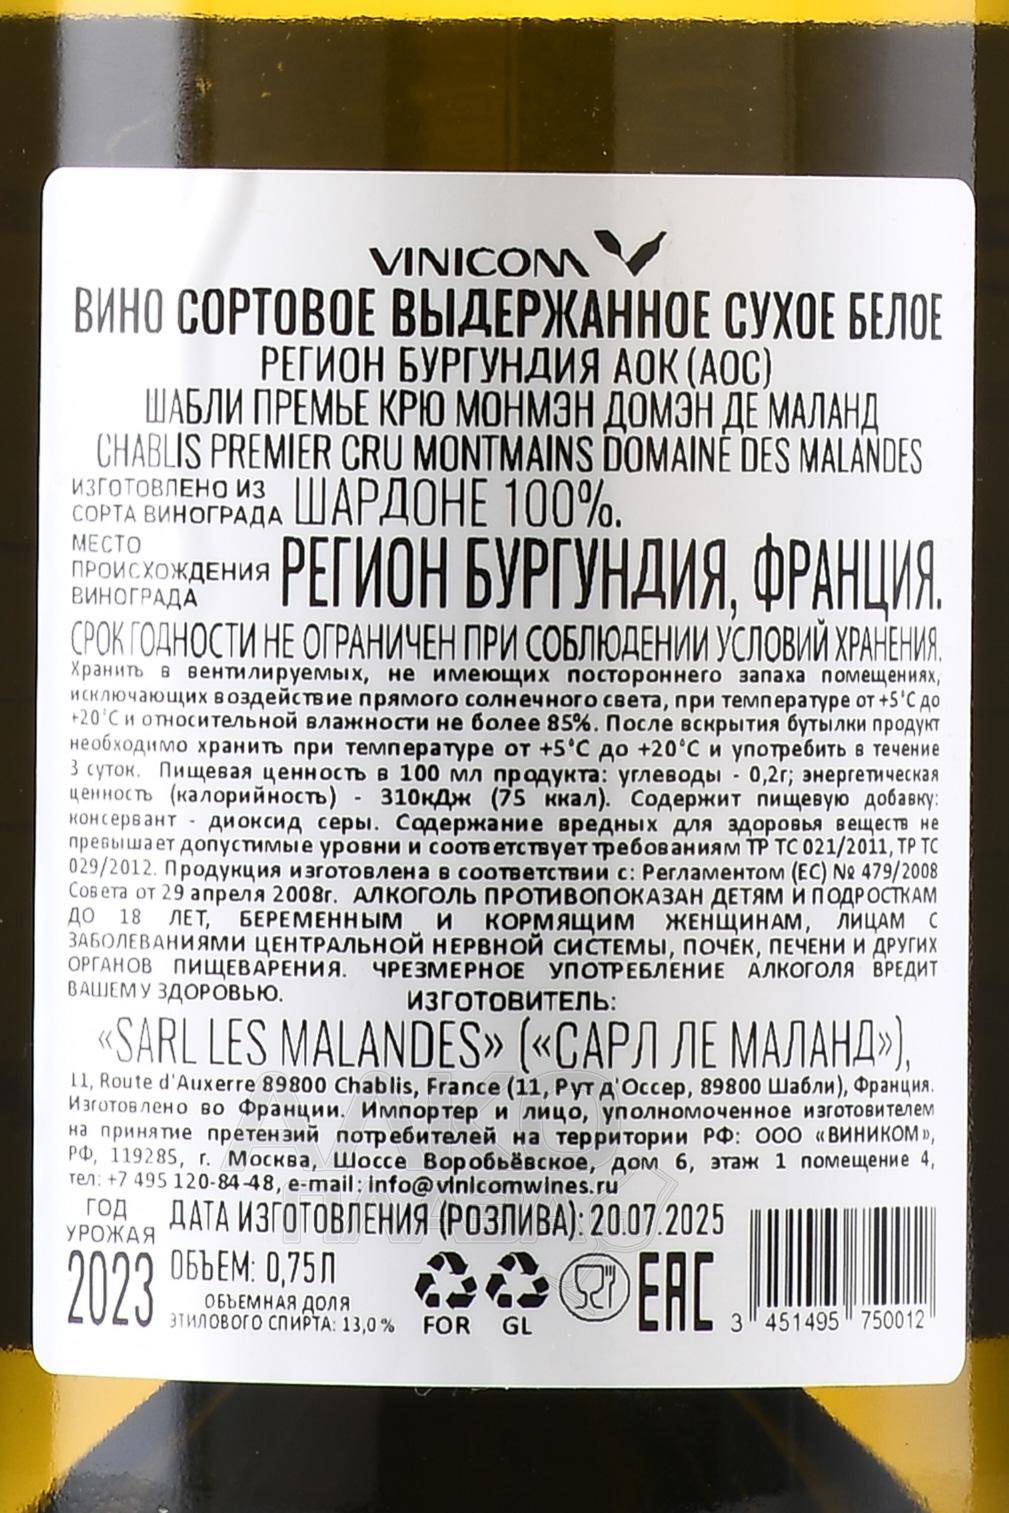 VINICOM
ВИНО СОРТОВОЕ ВЫДЕРЖАННОЕ СУХОЕ БЕЛОЕ
РЕГИОН БУРГУНДИЯ АОК (АОС)
ШАБЛИ ПРЕМЬЕ КРЮ МОНМЭН ДОМЭН ДЕ МАЛАНД
CHABLIS PREMIER CRU MONTMAINS DOMAINE DES MALANDES
ИЗГОТОВЛЕНО ИЗ
СОРТА ВИНОГРАДА ШАРДОНЕ 100%.
МЕСТО
ПРОИСХОЖДЕНИЯ
ВИНОГРАДА РЕГИОН БУРГУНДИЯ, ФРАНЦИЯ.
СРОК ГОДНОСТИ НЕ ОГРАНИЧЕН ПРИ СОБЛЮДЕНИИ УСЛОВИЙ ХРАНЕНИЯ.
Хранить в вентилируемых, не имеющих постороннего запаха помещениях,
исключающих воздействие прямого солнечного света, при температуре от +5°С до
+20°С и относительной влажности не более 85%. После вскрытия бутылки продукт
необходимо хранить при температуре от +5°С до +20°С и употребить в течение
3 суток. Пищевая ценность в 100 мл продукта: углеводы - 0,2г; энергетическая
ценность (калорийность) - 310кДж (75 ккал). Содержит пищевую добавку:
консервант - диоксид серы. Содержание вредных для здоровья веществ не
превышает допустимые уровни и соответствует требованиям ТР ТС 021/2011, ТР ТС
029/2012. Продукция изготовлена в соответствии с: Регламентом (ЕС) № 479/2008
Совета от 29 апреля 2008г. АЛКОГОЛЬ ПРОТИВОПОКАЗАН ДЕТЯМ И ПОДРОСТКАМ
ДО 18 ЛЕТ, БЕРЕМЕННЫМ И КОРМЯЩИМ ЖЕНЩИНАМ, ЛИЦАМ С
ЗАБОЛЕВАНИЯМИ ЦЕНТРАЛЬНОЙ НЕРВНОЙ СИСТЕМЫ, ПОЧЕК, ПЕЧЕНИ И ДРУГИХ
ОРГАНОВ ПИЩЕВАРЕНИЯ. ЧРЕЗМЕРНОЕ УПОТРЕБЛЕНИЕ АЛКОГОЛЯ ВРЕДИТ
ВАШЕМУ ЗДОРОВЬЮ. ИЗГОТОВИТЕЛЬ:
«SARL LES MALANDES» («САРЛ ЛЕ МАЛАНД»),
11, Route d'Auxerre 89800 Chablis, France (11, Рут д'Оссер, 89800 Шабли), Франция.
Изготовлено во Франции. Импортер и лицо, уполномоченное изготовителем
на принятие претензий потребителей на территории РФ: ООО «ВИНИКОМ»,
РФ, 119285, г. Москва, Шоссе Воробьёвское, дом 6, этаж 1 помещение 4,
тел: +7 495 120-84-48, e-mail: info@vinicomwines.ru
ГОД
УРОЖАЯ
2023
ДАТА ИЗГОТОВЛЕНИЯ (РОЗЛИВА): 20.07.2025
ОБЪЕМ: 0,75Л
ОБЪЕМНАЯ ДОЛЯ
ЭТИЛОВОГО СПИРТА: 13,0 %
FOR GL
EAC
3 451495 750012